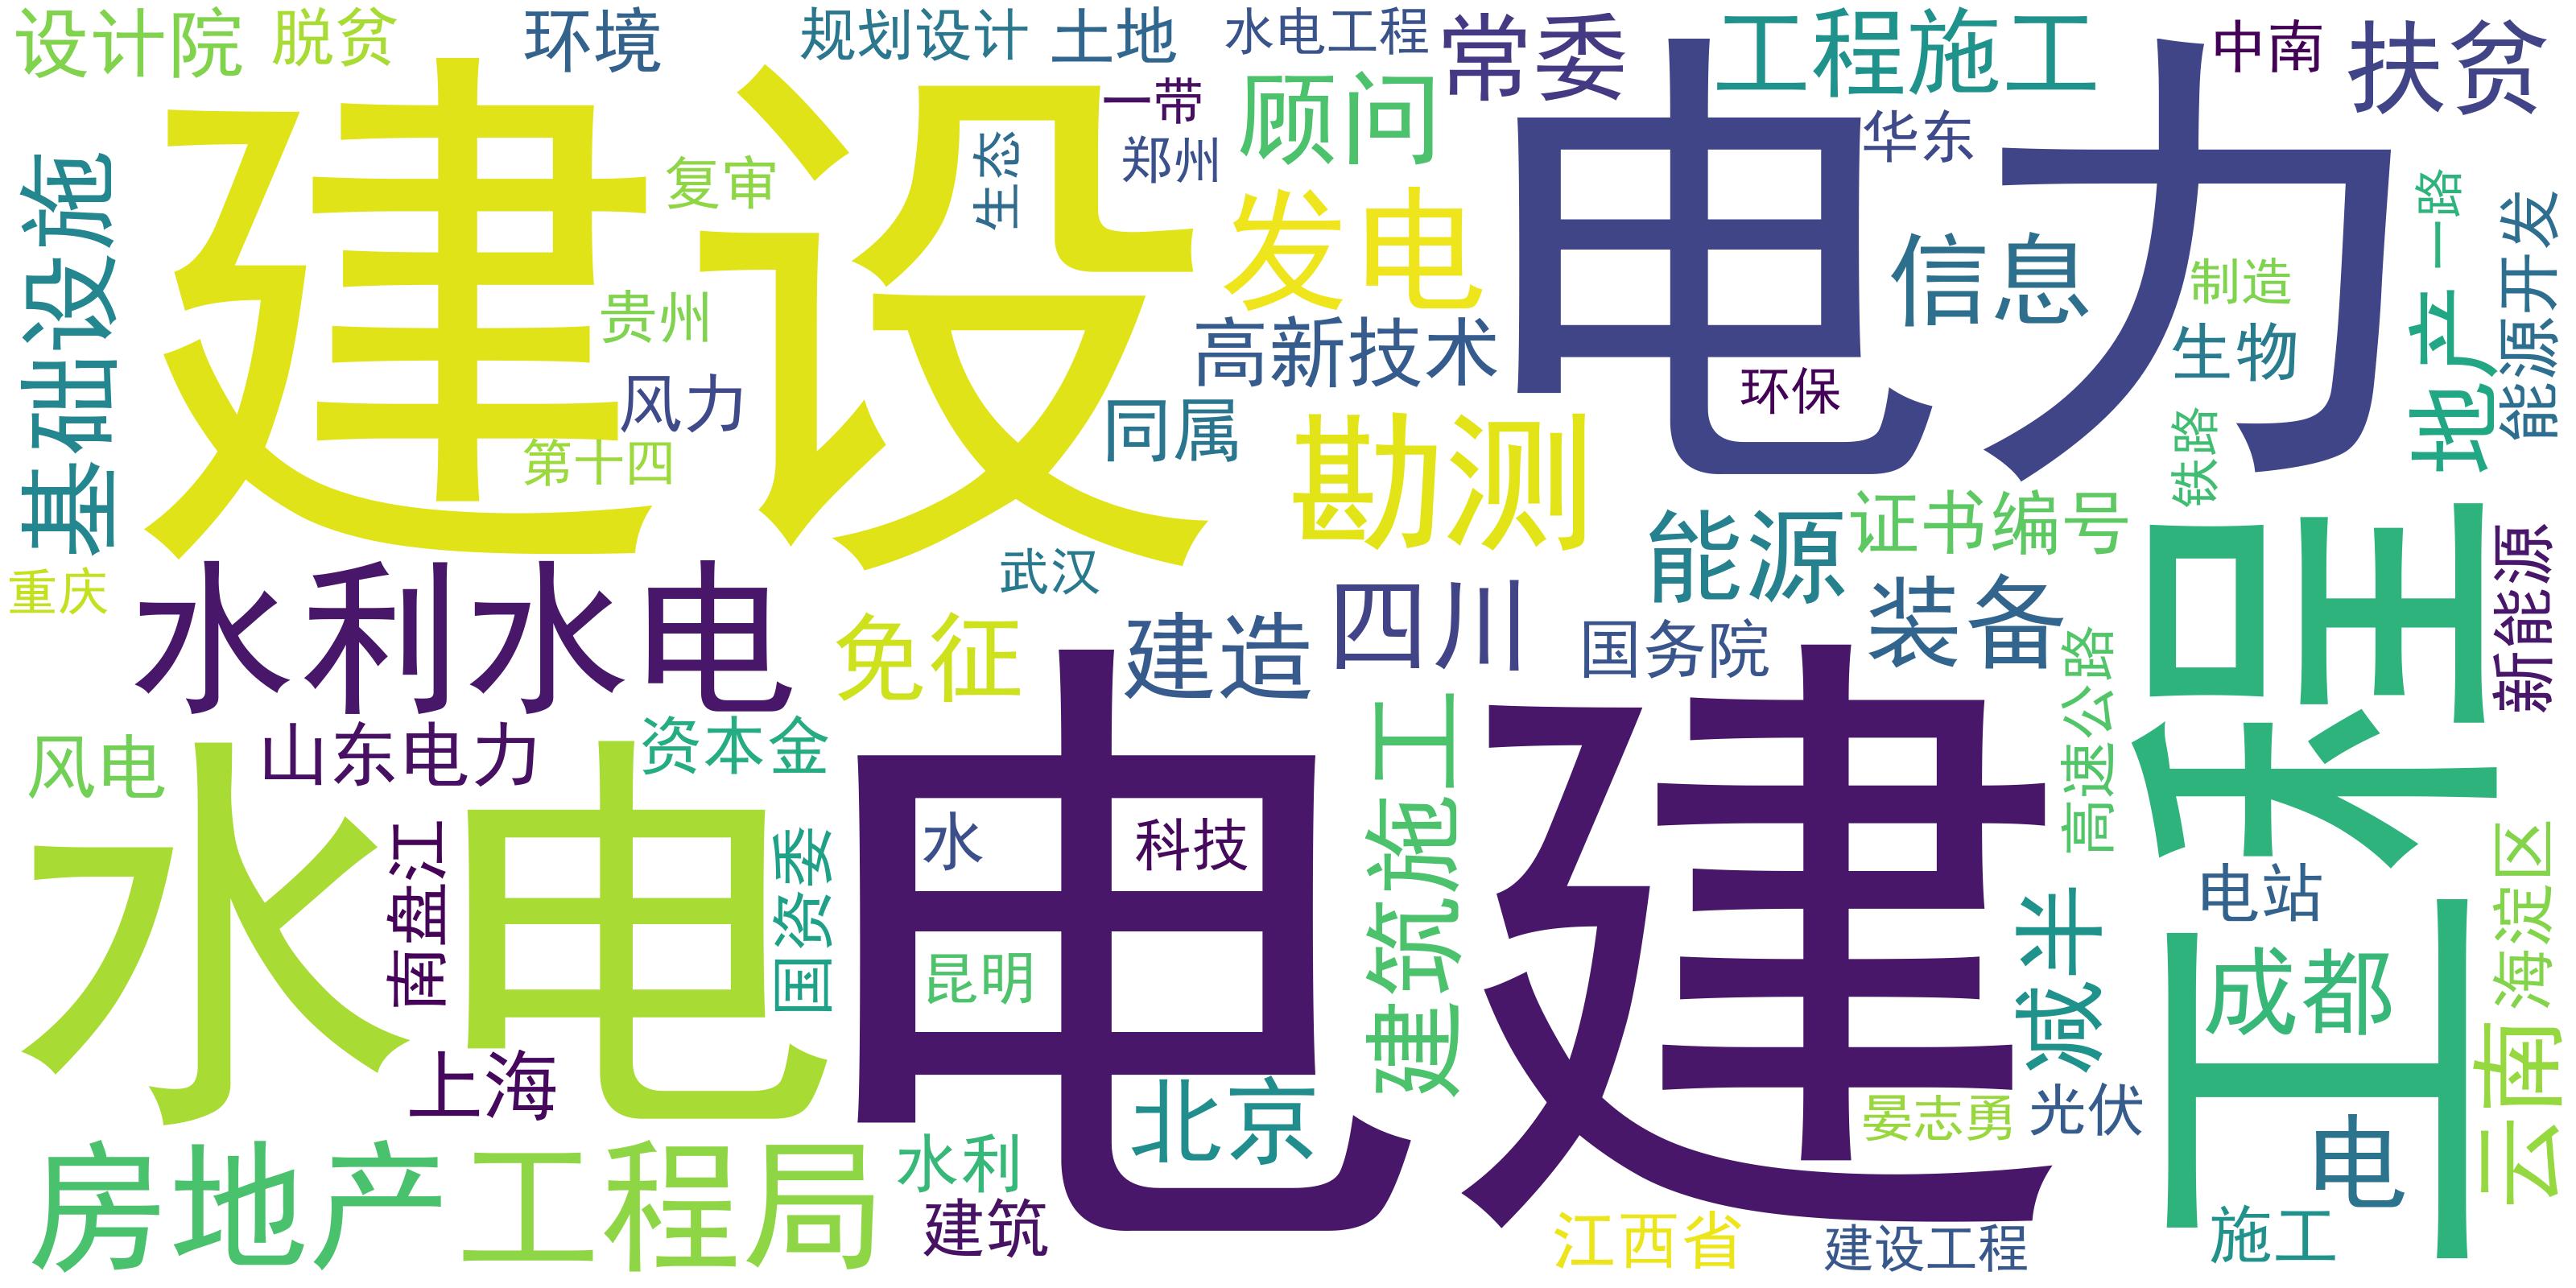 设计院
脱贫
环境
规划设计
土地
水电工程
常委
工程施工
中南
扶贫
建设
一带
顾问
电力
华东
郑州
生态
复审
基础设施
发电
信息
一路
能源开发
制造
地产
贵州
高新技术
生物
风力
环保
同属
第十四
勘测
铁路
能源
证书编号
工程
新能源
武汉
重庆
水利水电
免征
建造
四川
国务院
装备
高速公路
电建
建筑施工
风电
山东电力
资本金
水电
南盘江
国资委
水
科技
昆明
减半
电站
海淀区
成都
云南
上海
北京
晏志勇
光伏
电
房地产
工程局
水利
建筑
江西省
建设工程
施工